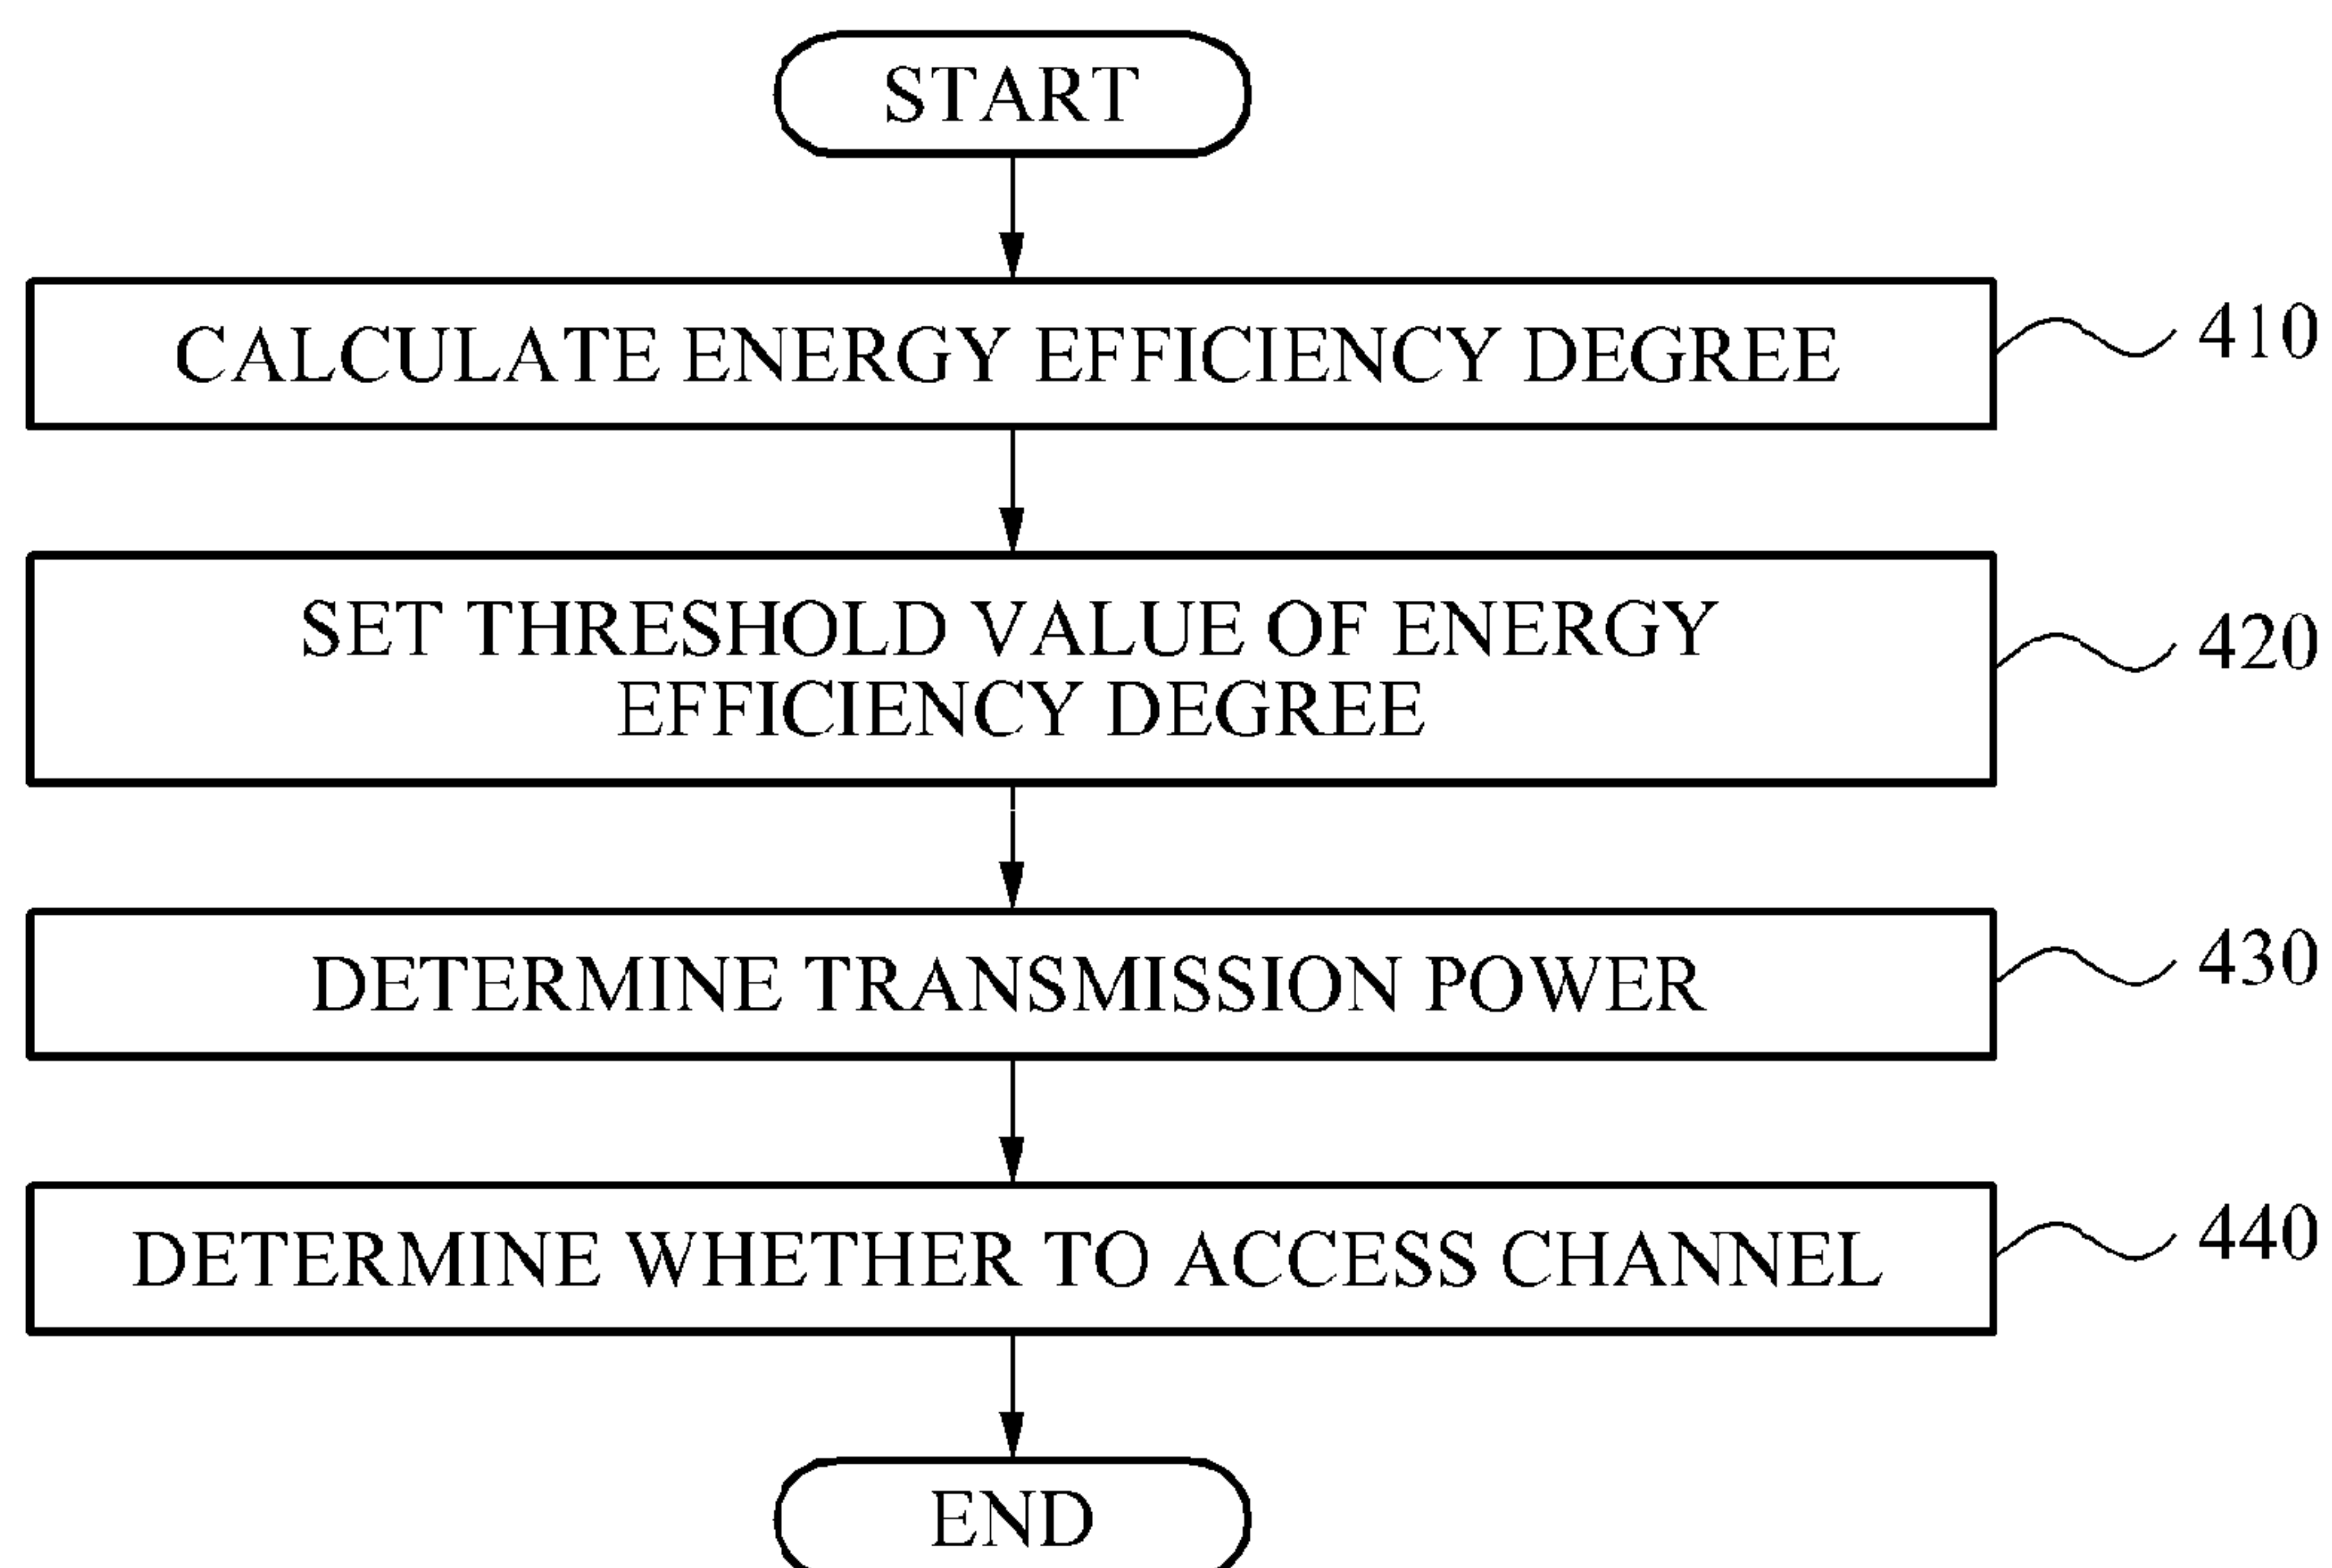 START
CALCULATE ENERGY EFFICIENCY DEGREE
410
SET THRESHOLD VALUE OF ENERGY
EFFICIENCY DEGREE
420
DETERMINE TRANSMISSION POWER
430
DETERMINE WHETHER TO ACCESS CHANNEL
440
END